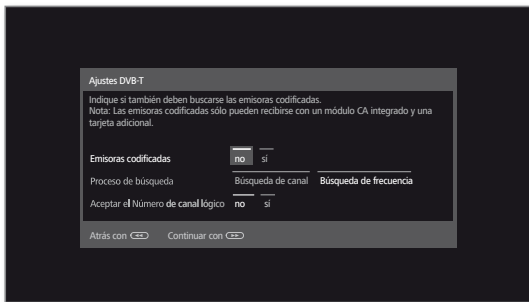 Ajustes DVB-T
Indique si también deben buscarse las emisoras codificadas.
Nota: Las emisoras codificadas sólo pueden recibirse con un módulo CA integrado y una
tarjeta adicional.
Emisoras codificadas no sí
Proceso de búsqueda Búsqueda de canal Búsqueda de frecuencia
Aceptar el Número de canal lógico no sí
Atrás con Continuar con